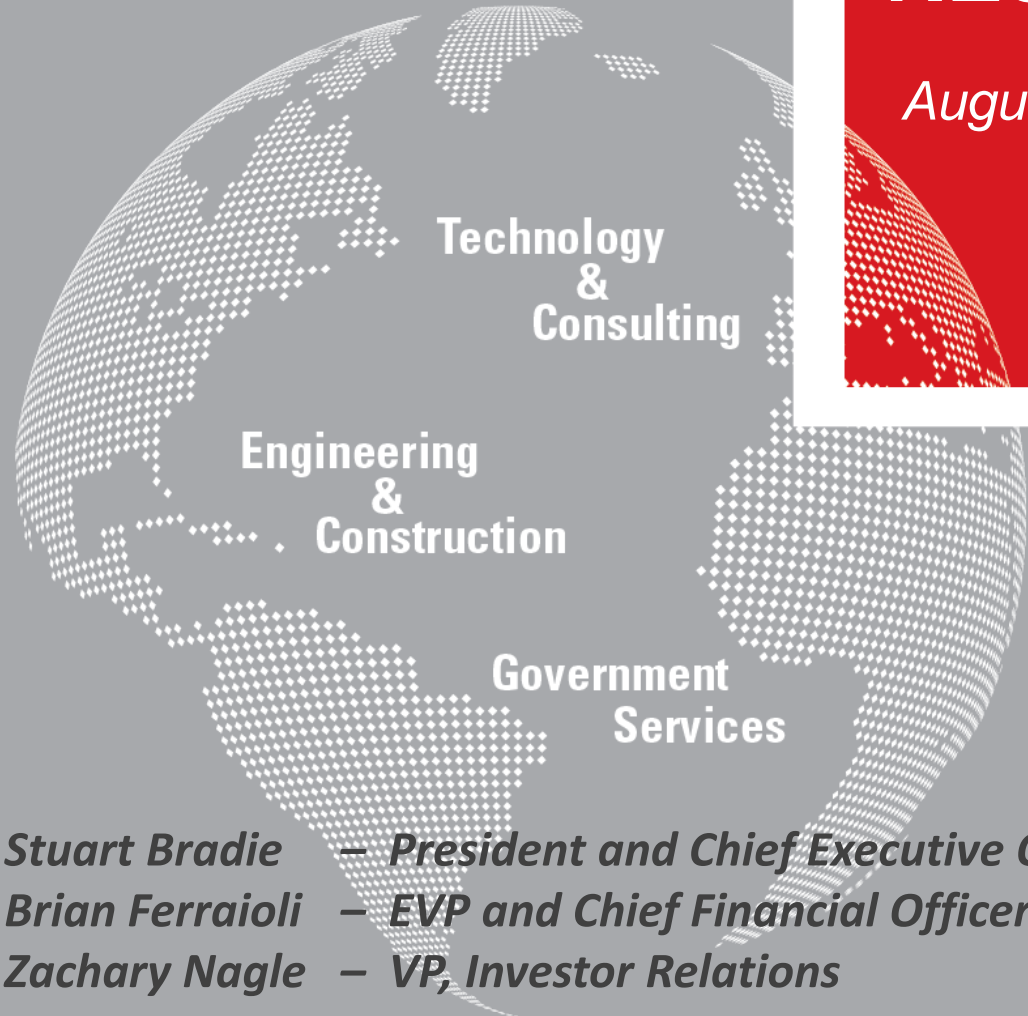 Augu
Technology
&
Consulting
Engineering
&
Construction
Government
Services
Stuart Bradie – President and Chief Executive
Brian Ferraioli – EVP and Chief Financial Officer
Zachary Nagle – VP, Investor Relations